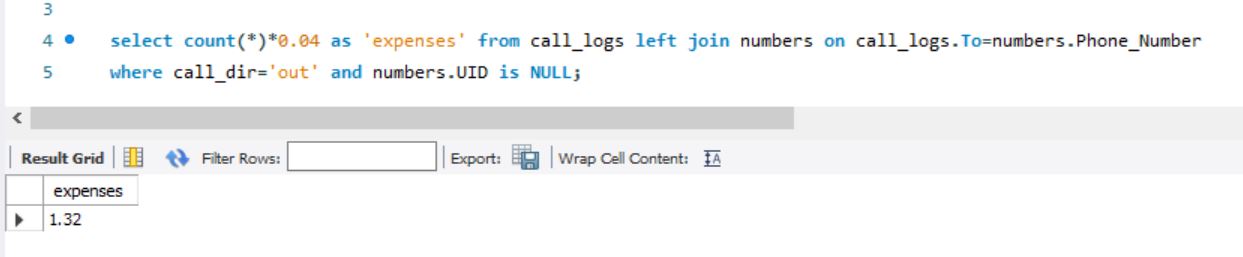 3
4 select count(*)*0.04 as 'expenses' from call_logs left join numbers on call_logs.To=numbers.Phone_Number
5 where call_dir='out' and numbers.UID is NULL;
Result Grid Filter Rows: Export: Wrap Cell Content: IA
expenses
1.32